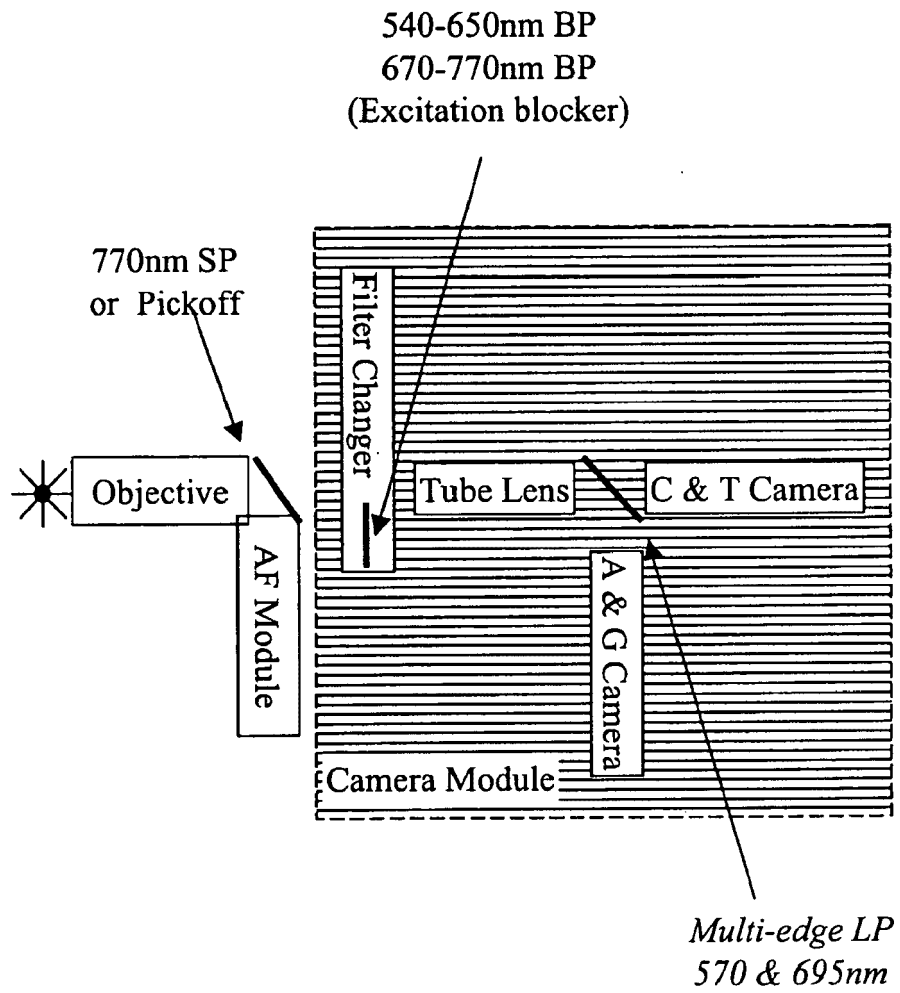 540-650nm BP
670-770nm BP
(Excitation blocker)
770nm SP
or Pickoff
Filter Changer
Objective
Tube Lens
C & T Camera
AF Module
A & G Camera
Camera Module
Multi-edge LP
570 & 695nm